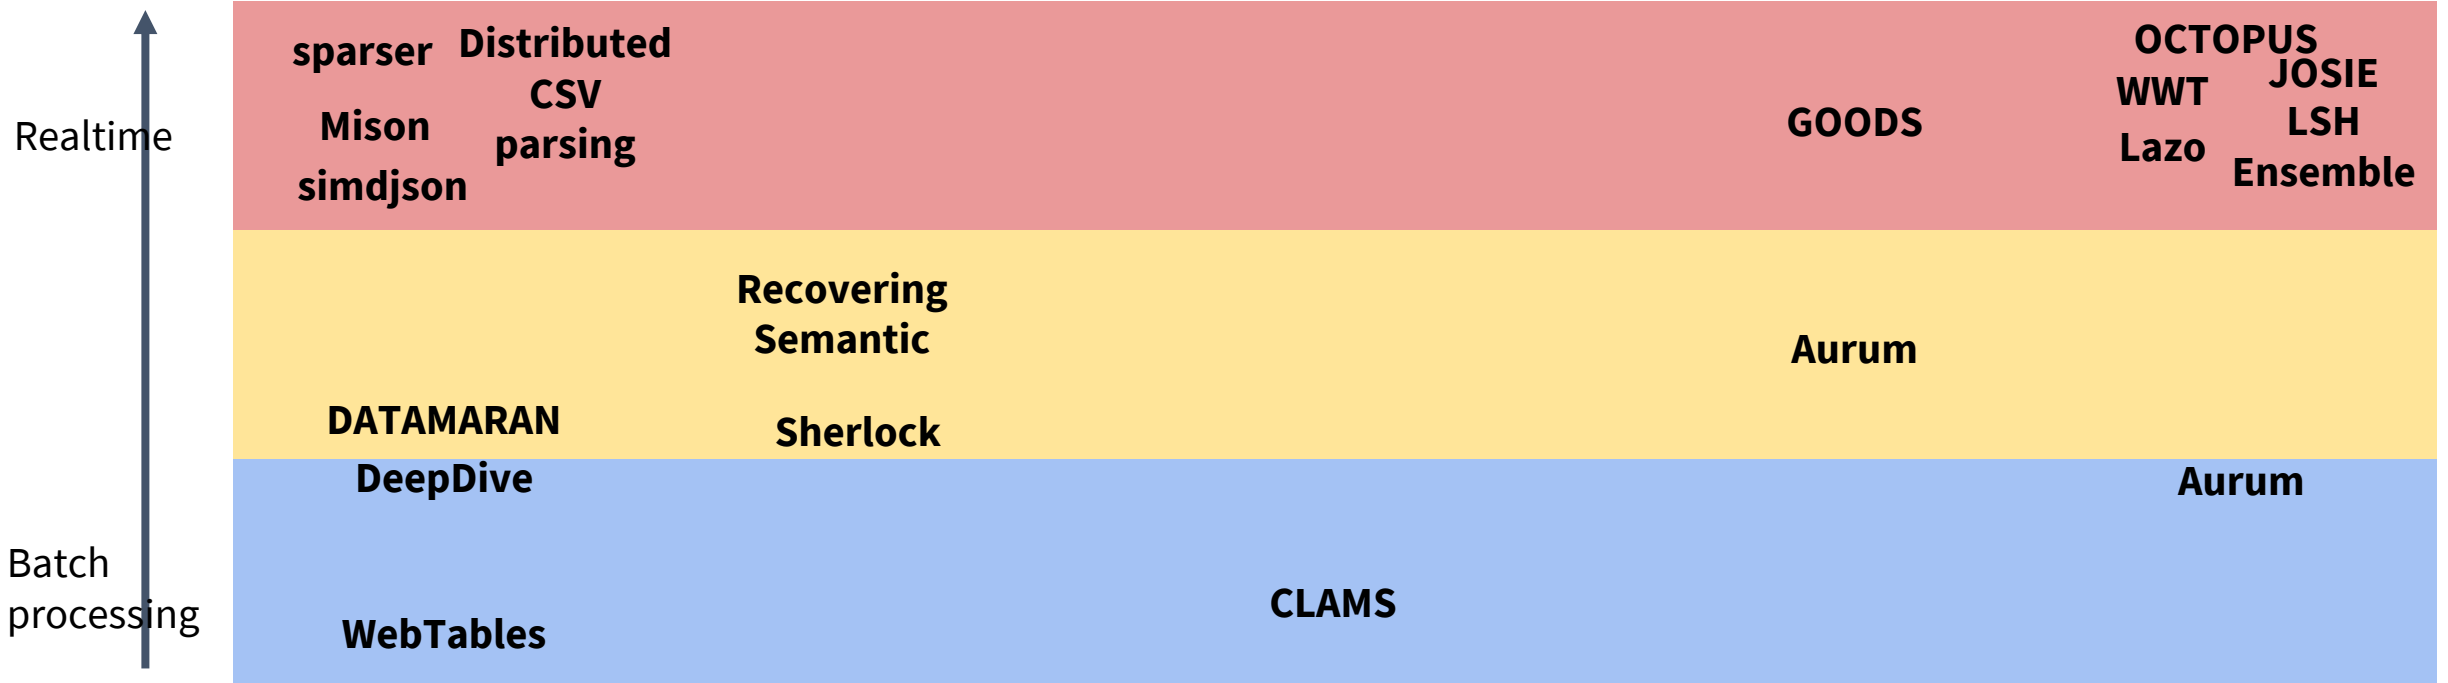 Realtime
Batch
processing
sparser
Distributed
CSV
parsing
Mison
simdjson
GOODS
OCTOPUS
JOSIE
WWT
LSH
Ensemble
Lazo
Recovering
Semantic
Aurum
DATAMARAN
Sherlock
DeepDive
Aurum
CLAMS
WebTables